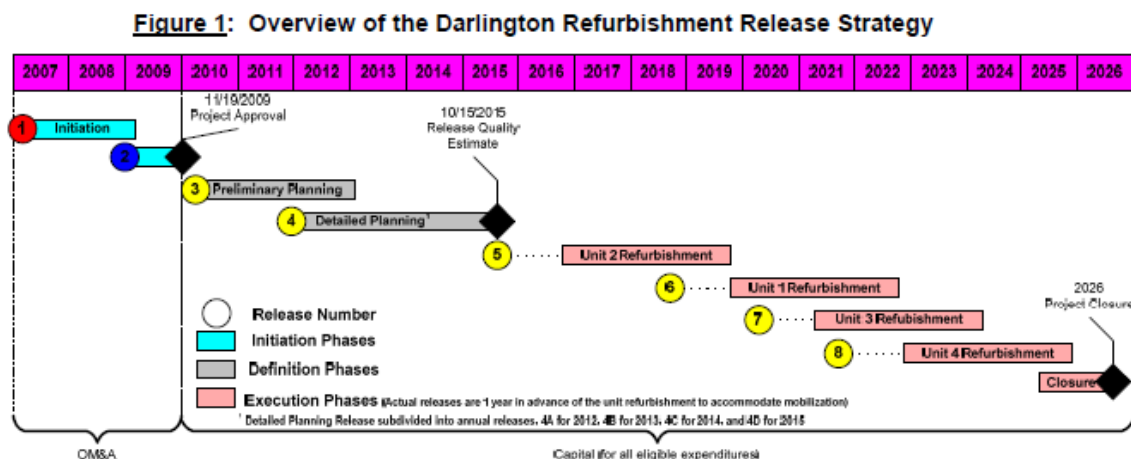 Figure 1: Overview of the Darlington Refurbishment Release Strategy
2007 2008 2009 2010 2011 2012 2013 2014 2015 2016 2017 2018 2019 2020 2021 2022 2023 2024 2025 2026
11/19/2009
Project Approval
10/15/2015
Release Quality
Estimate
1 Initiation
2
3 Preliminary Planning
4 Detailed Planning¹
5 Unit 2 Refurbishment
6 Unit 1 Refurbishment
2026
Project Closure
7 Unit 3 Refubishment
8 Unit 4 Refurbishment
Closure
Release Number
Initiation Phases
Definition Phases
Execution Phases (Actual releases are 1 year in advance of the unit refurbishment to accommodate mobilization)
¹ Detailed Planning Release subdivided into annual releases, 4A for 2012, 4B for 2013, 4C for 2014, and 4D for 2015
OM&A
Capital (for all eligible expenditures)